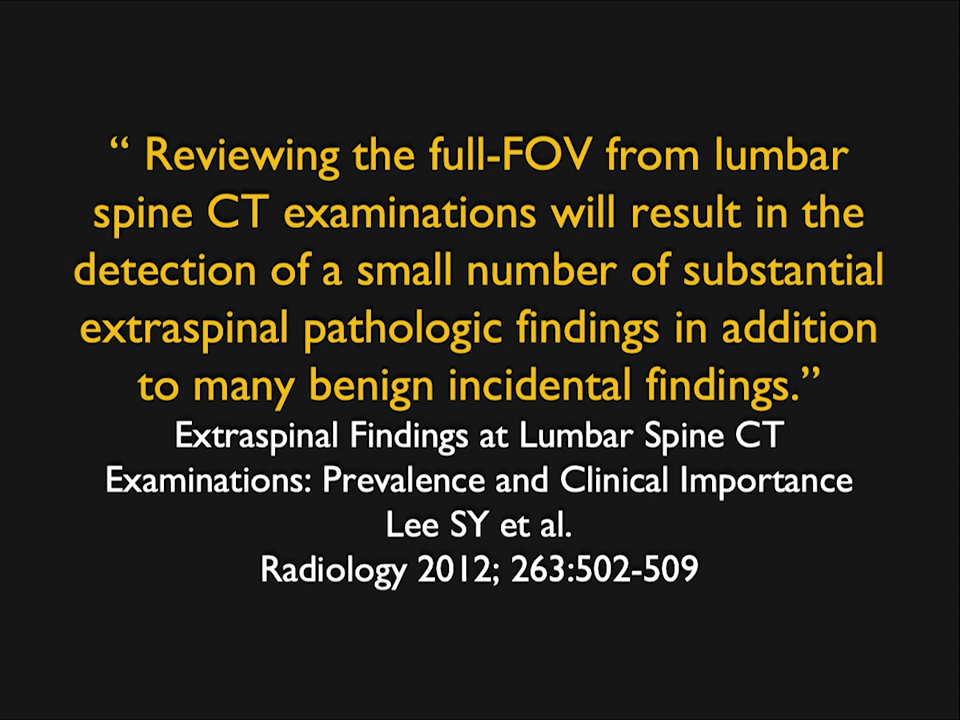 “ Reviewing the full-FOV from lumbar
spine CT examinations will result in the
detection of a small number of substantial
extraspinal pathologic findings in addition
to many benign incidental findings.”
Extraspinal Findings at Lumbar Spine CT
Examinations: Prevalence and Clinical Importance
Lee SY et al.
Radiology 2012; 263:502-509